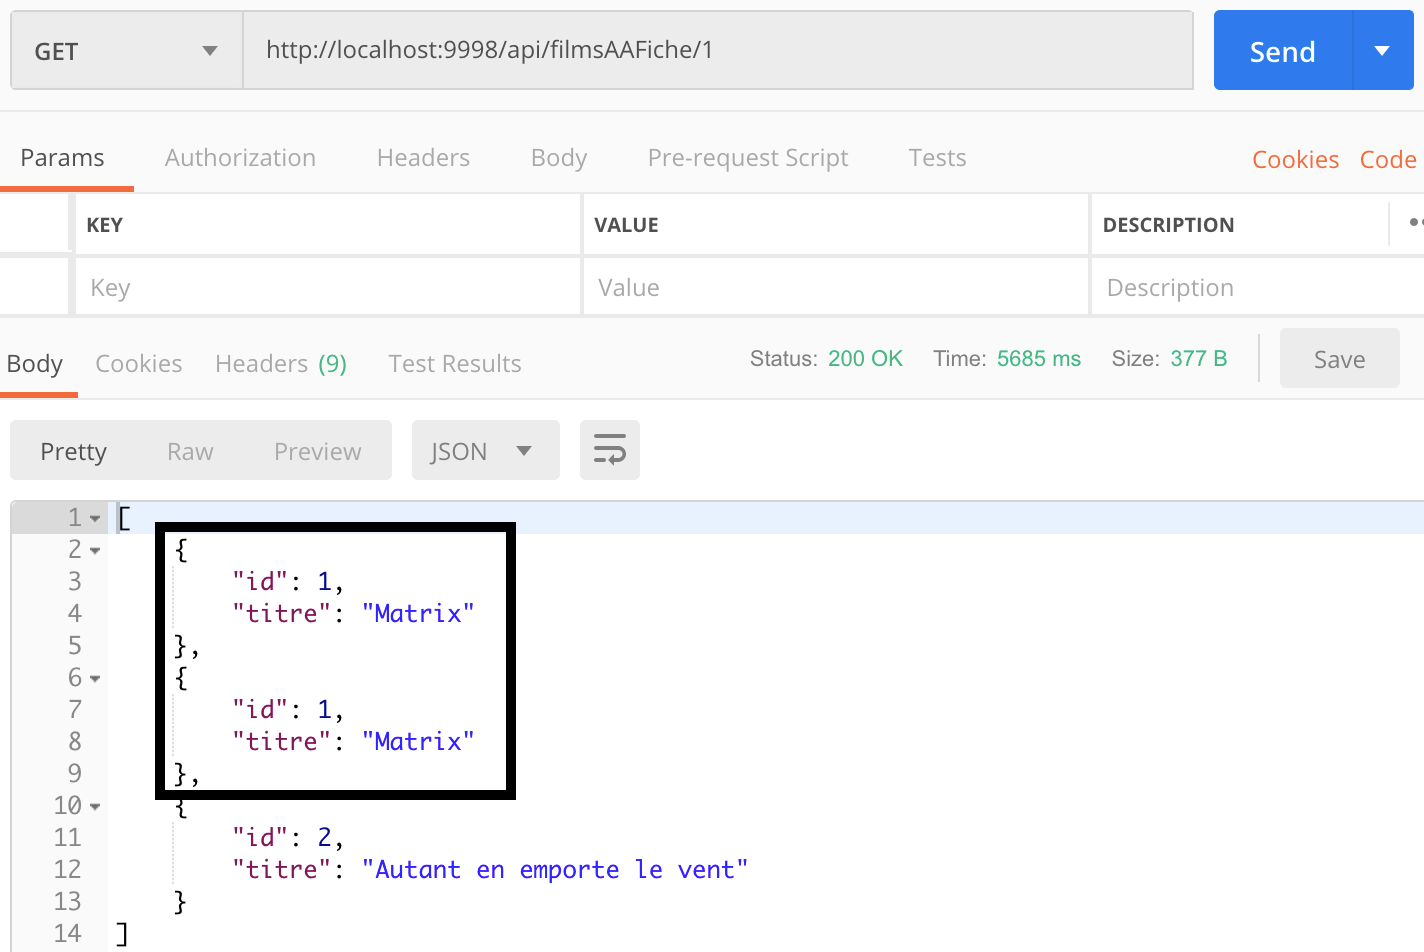 GET http://localhost:9998/api/filmsAAFiche/1 Send
Params Authorization Headers Body Pre-request Script Tests Cookies Code
KEY VALUE DESCRIPTION
Key Value Description
Body Cookies Headers (9) Test Results Status: 200 OK Time: 5685 ms Size: 377 B Save
Pretty Raw Preview JSON
1 [
2 {
3 "id": 1,
4 "titre": "Matrix"
5 },
6 {
7 "id": 1,
8 "titre": "Matrix"
9 },
10 {
11 "id": 2,
12 "titre": "Autant en emporte le vent"
13 }
14 ]